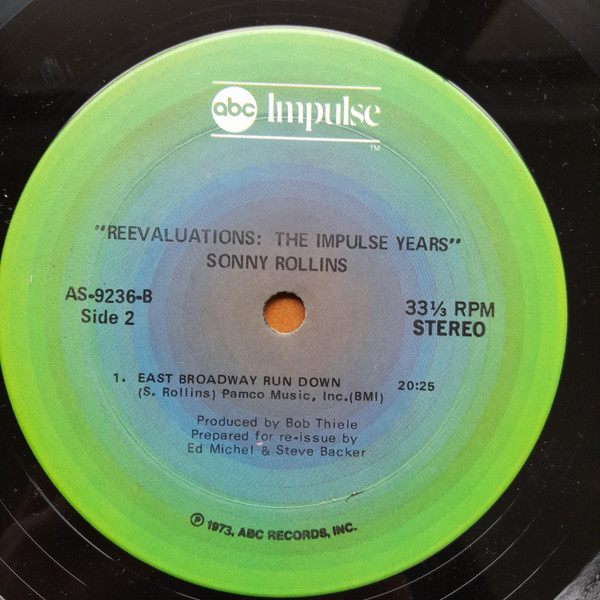 abc Impulse
TM
"REEVALUATIONS: THE IMPULSE YEARS"
SONNY ROLLINS
AS-9236-B
Side 2
33⅓ RPM
STEREO
1. EAST BROADWAY RUN DOWN 20:25
(S. Rollins) Pamco Music, Inc.(BMI)
Produced by Bob Thiele
Prepared for re-issue by
Ed Michel & Steve Backer
℗ 1973, ABC RECORDS, INC.